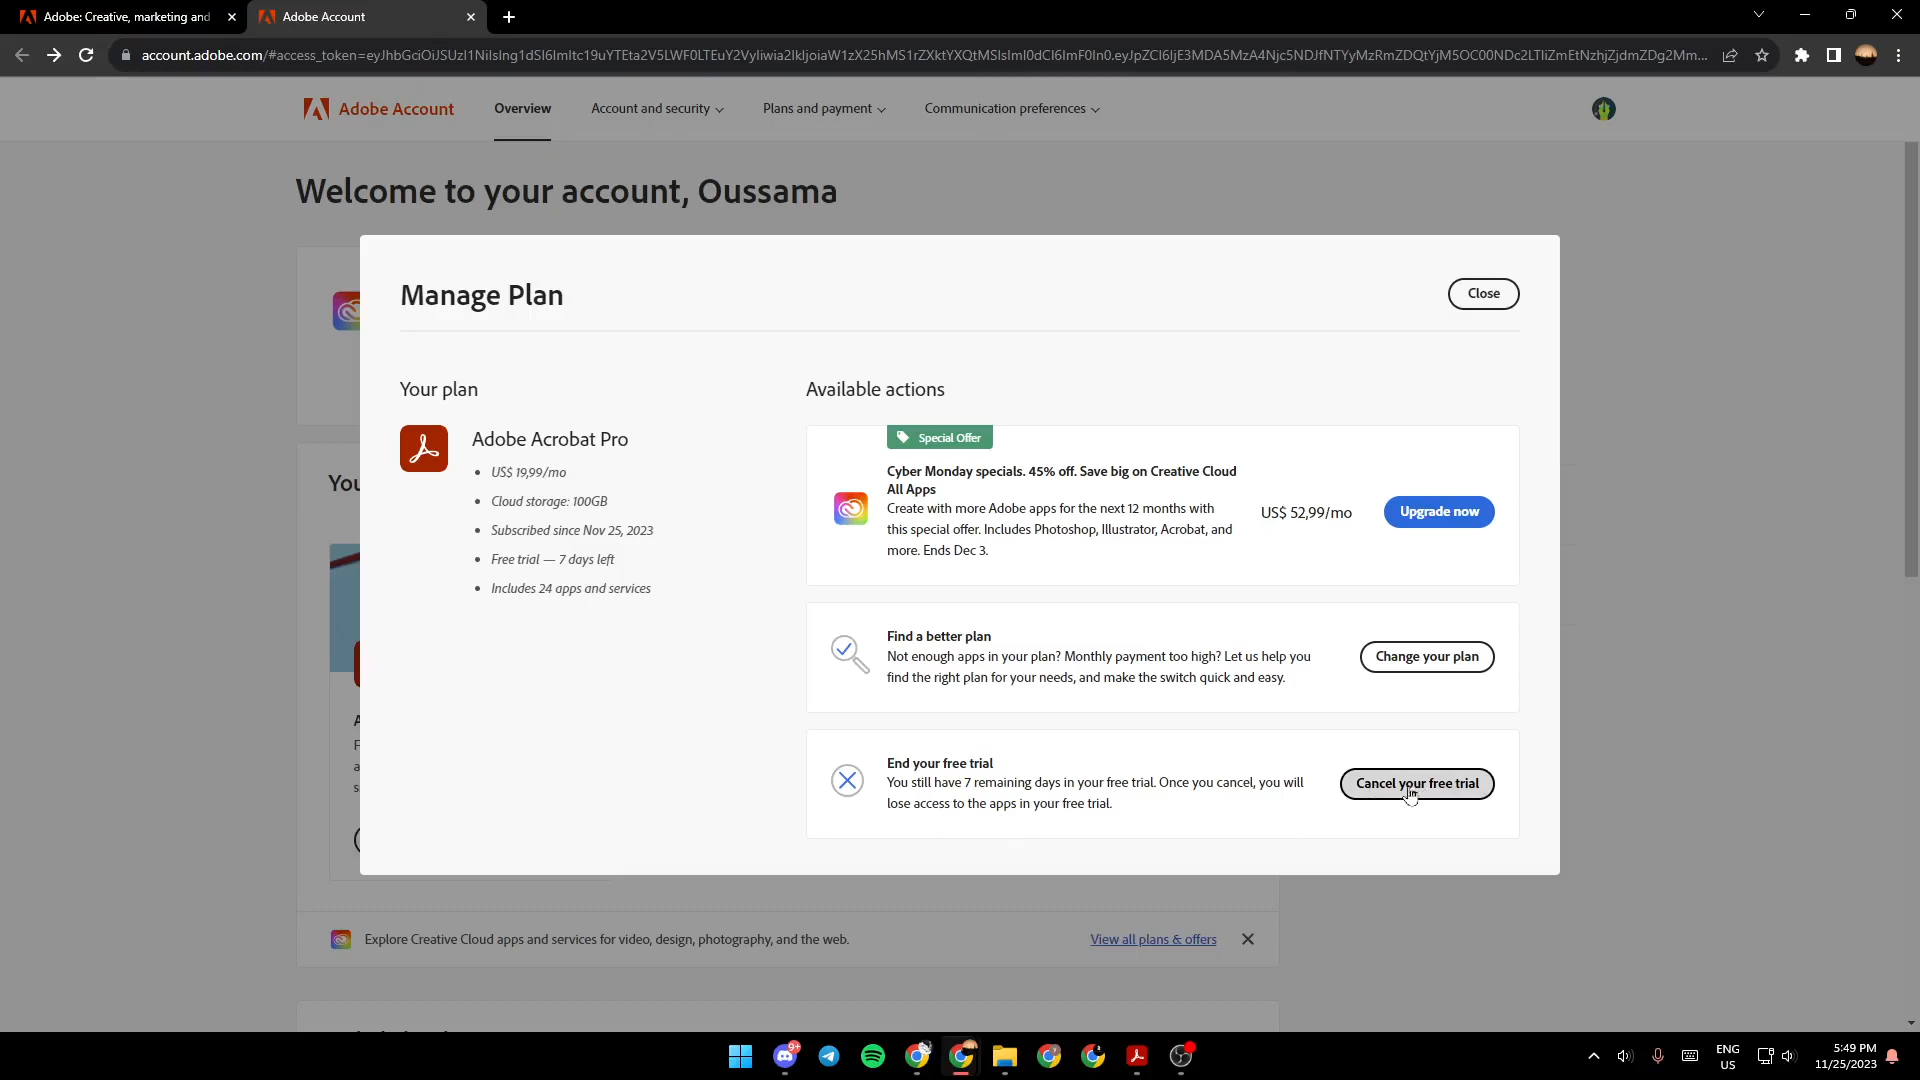 Adobe: Creative, marketing and
Adobe Account
account.adobe.com/#access_token=
Adobe Account
Overview
Account and security
Plans and payment
Communication preferences
Welcome to your account, Oussama
Manage Plan
Close
Your plan
Adobe Acrobat Pro
• US$ 19,99/mo
• Cloud storage: 100GB
• Subscribed since Nov 25, 2023
• Free trial — 7 days left
• Includes 24 apps and services
Available actions
Special Offer
Cyber Monday specials. 45% off. Save big on Creative Cloud
All Apps
Create with more Adobe apps for the next 12 months with
this special offer. Includes Photoshop, Illustrator, Acrobat, and
more. Ends Dec 3.
US$ 52,99/mo
Upgrade now
Find a better plan
Not enough apps in your plan? Monthly payment too high? Let us help you
find the right plan for your needs, and make the switch quick and easy.
Change your plan
End your free trial
You still have 7 remaining days in your free trial. Once you cancel, you will
lose access to the apps in your free trial.
Cancel your free trial
You
Explore Creative Cloud apps and services for video, design, photography, and the web.
View all plans & offers
9+
ENG
US
5:49 PM
11/25/2023